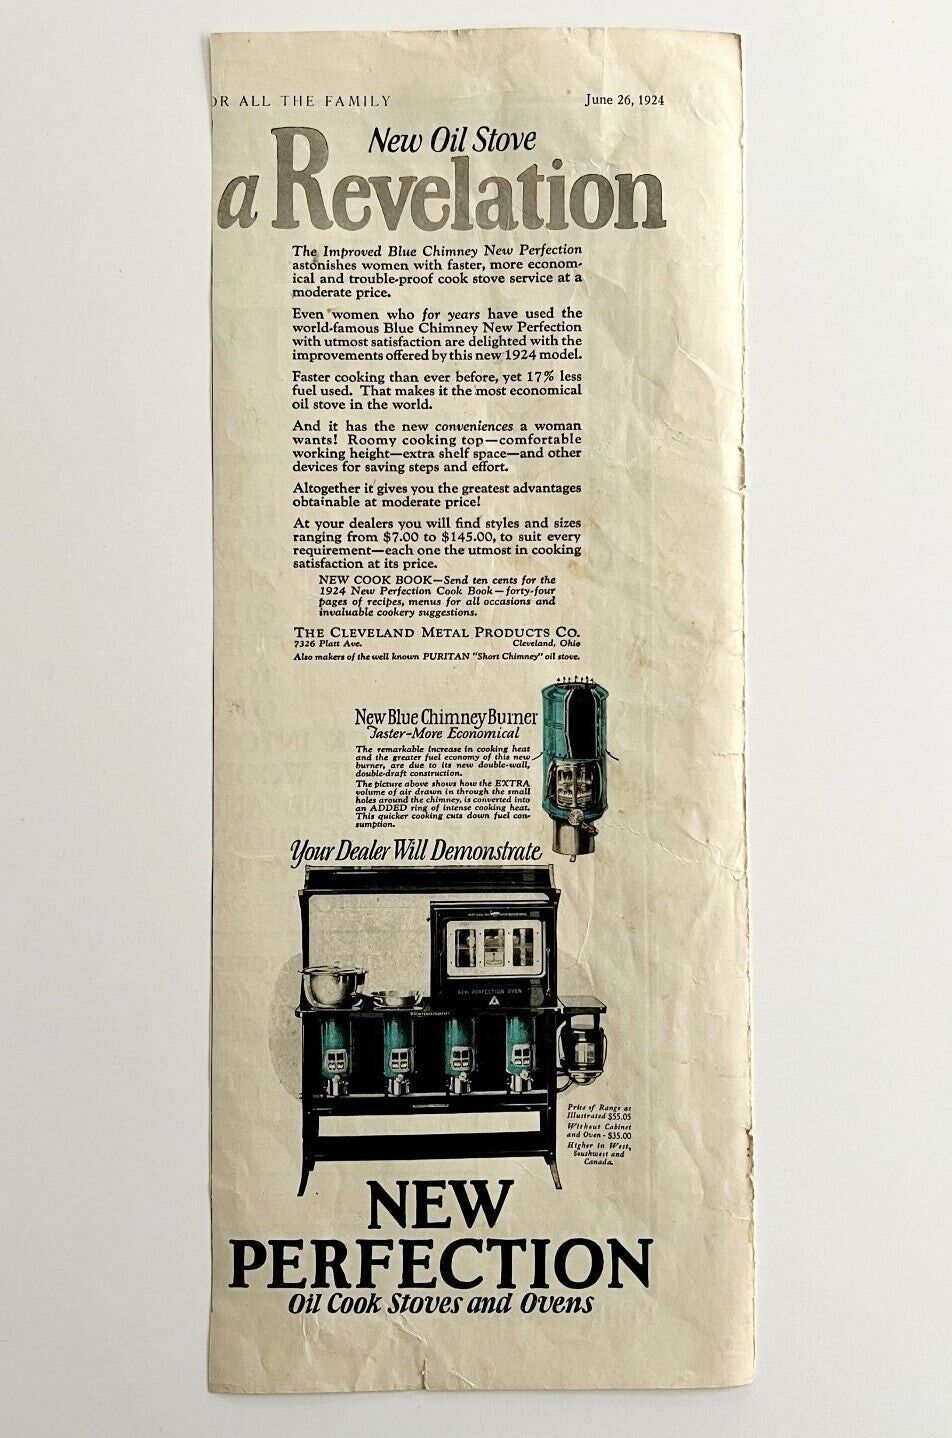 OR ALL THE FAMILY
June 26, 1924
New Oil Stove
a Revelation
The Improved Blue Chimney New Perfection
astonishes women with faster, more econom-
ical and trouble-proof cook stove service at a
moderate price.
Even women who for years have used the
world-famous Blue Chimney New Perfection
with utmost satisfaction are delighted with the
improvements offered by this new 1924 model.
Faster cooking than ever before, yet 17% less
fuel used. That makes it the most economical
oil stove in the world.
And it has the new conveniences a woman
wants! Roomy cooking top—comfortable
working height—extra shelf space—and other
devices for saving steps and effort.
Altogether it gives you the greatest advantages
obtainable at moderate price!
At your dealers you will find styles and sizes
ranging from $7.00 to $145.00, to suit every
requirement—each one the utmost in cooking
satisfaction at its price.
NEW COOK BOOK—Send ten cents for the
1924 New Perfection Cook Book—forty-four
pages of recipes, menus for all occasions and
invaluable cookery suggestions.
THE CLEVELAND METAL PRODUCTS CO.
7326 Platt Ave. Cleveland, Ohio
Also makers of the well known PURITAN "Short Chimney" oil stove.
New Blue Chimney Burner
Faster-More Economical
The remarkable increase in cooking heat
and the greater fuel economy of this new
burner, are due to its new double-wall,
double-draft construction.
The picture above shows how the EXTRA
volume of air drawn in through the small
holes around the chimney, is converted into
an ADDED ring of intense cooking heat.
This quicker cooking cuts down fuel con-
sumption.
Your Dealer Will Demonstrate
NEW PERFECTION OVEN
Price of Range as
Illustrated $55.05
Without Cabinet
and Oven - $35.00
Higher in West,
Southwest and
Canada.
NEW
PERFECTION
Oil Cook Stoves and Ovens